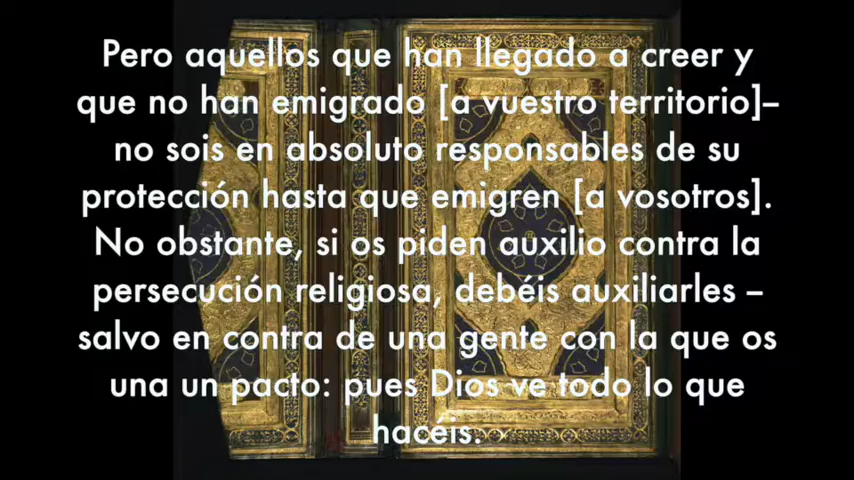 Pero aquellos que han llegado a creer y
que no han emigrado [a vuestro territorio]–
no sois en absoluto responsables de su
protección hasta que emigren [a vosotros].
No obstante, si os piden auxilio contra la
persecución religiosa, debéis auxiliarles –
salvo en contra de una gente con la que os
una un pacto: pues Dios ve todo lo que
hacéis.